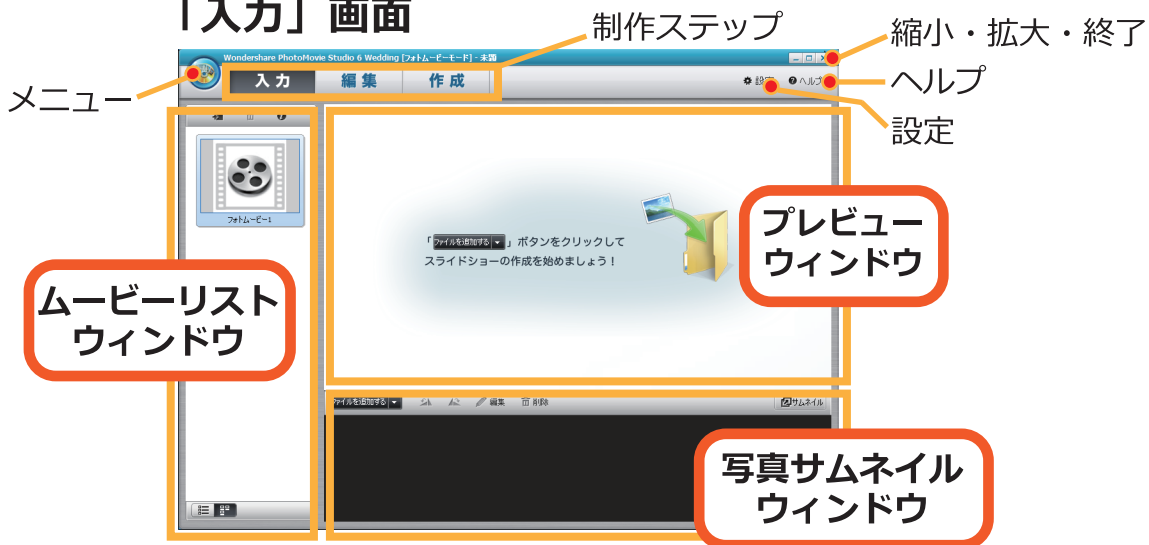 「入力」画面
制作ステップ
縮小・拡大・終了
Wondershare PhotoMovie Studio 6 Wedding [フォトムービーモード] - 未題
メニュー
入力 編集 作成
設定 ヘルプ
ヘルプ
設定
フォトムービー1
「ファイルを追加する」ボタンをクリックして
スライドショーの作成を始めましょう！
プレビュー
ウィンドウ
ムービーリスト
ウィンドウ
ファイルを追加する 編集 削除 サムネイル
写真サムネイル
ウィンドウ